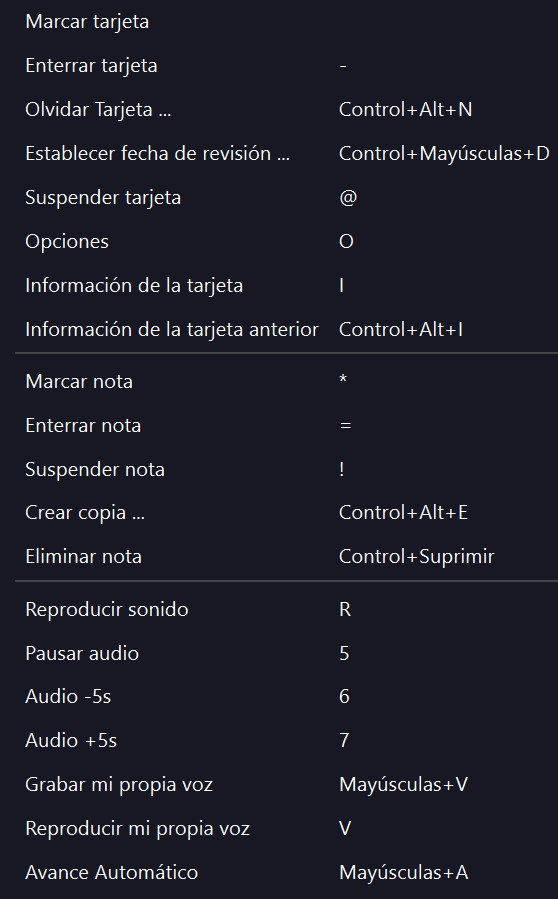 Marcar tarjeta
Enterrar tarjeta -
Olvidar Tarjeta ... Control+Alt+N
Establecer fecha de revisión ... Control+Mayúsculas+D
Suspender tarjeta @
Opciones O
Información de la tarjeta I
Información de la tarjeta anterior Control+Alt+I
Marcar nota *
Enterrar nota =
Suspender nota !
Crear copia ... Control+Alt+E
Eliminar nota Control+Suprimir
Reproducir sonido R
Pausar audio 5
Audio -5s 6
Audio +5s 7
Grabar mi propia voz Mayúsculas+V
Reproducir mi propia voz V
Avance Automático Mayúsculas+A